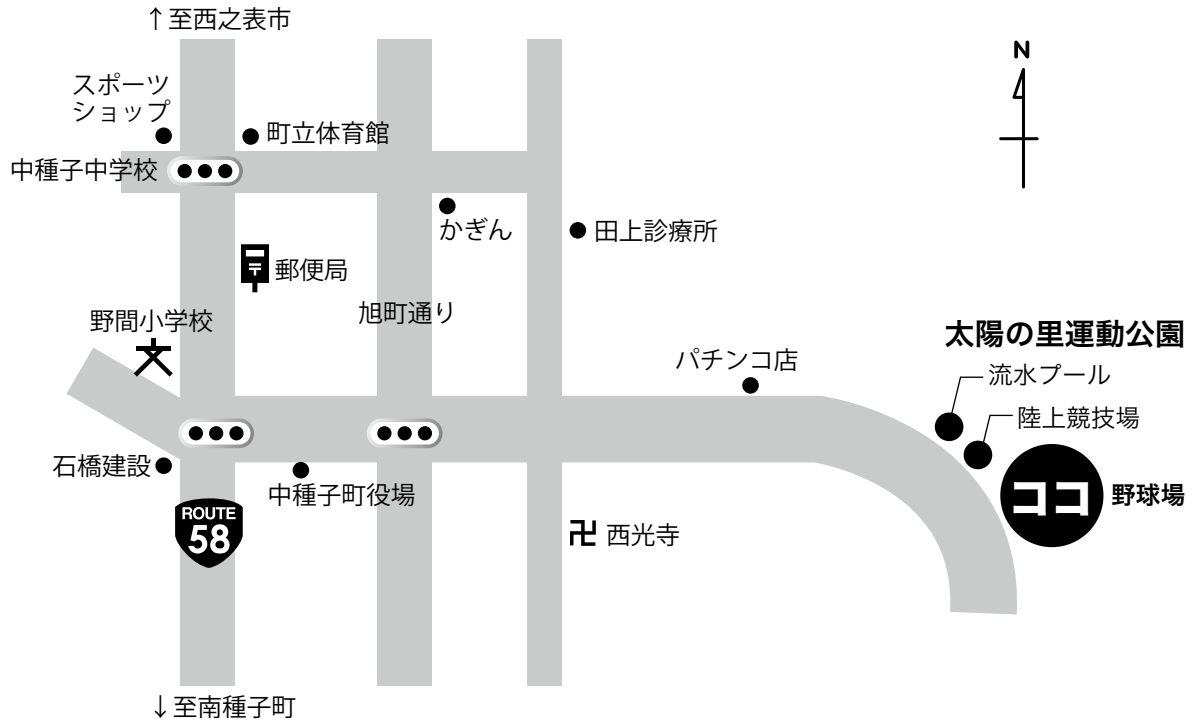 ↑至西之表市
N
スポーツ
ショップ
町立体育館
中種子中学校
かぎん
田上診療所
〒
郵便局
旭町通り
野間小学校
文
太陽の里運動公園
パチンコ店
流水プール
陸上競技場
石橋建設
中種子町役場
ココ
野球場
ROUTE
58
卍 西光寺
↓至南種子町